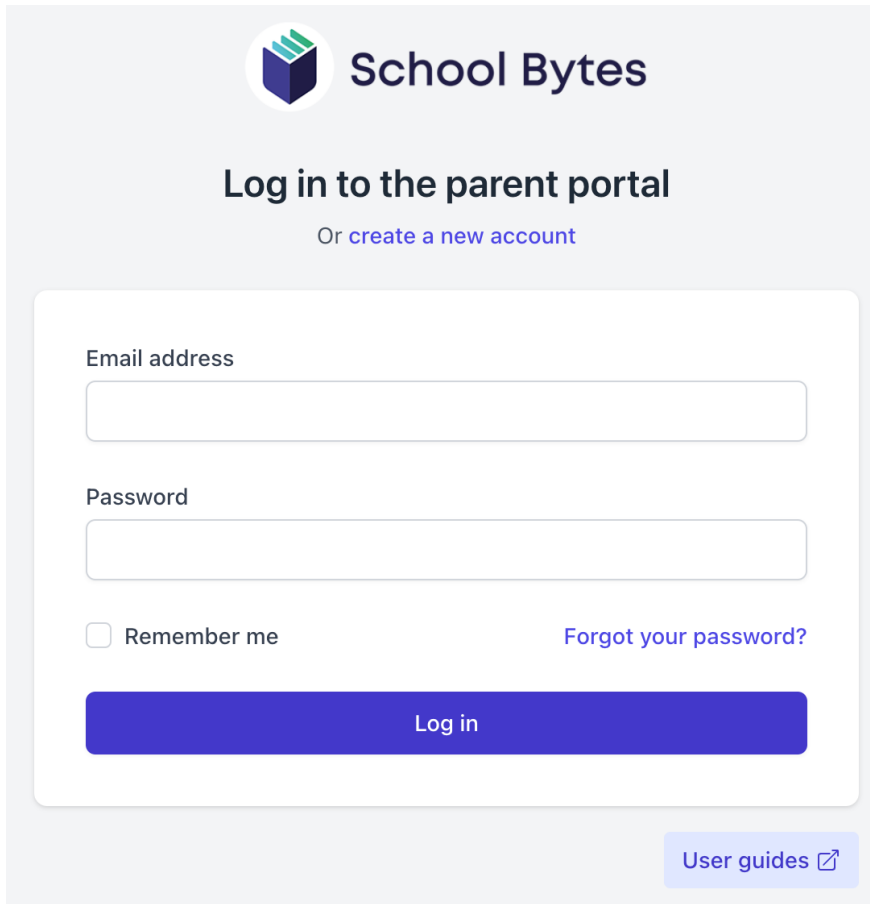 School Bytes
Log in to the parent portal
Or create a new account
Email address
Password
Remember me Forgot your password?
Log in
User guides